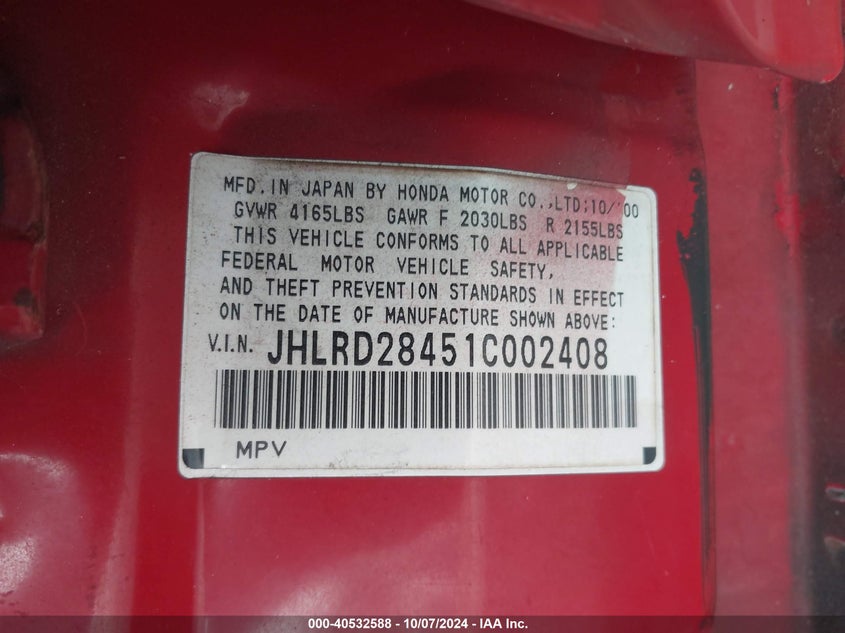 MFD. IN JAPAN BY HONDA MOTOR CO.,LTD;10/'00
GVWR 4165LBS GAWR F 2030LBS R 2155LBS
THIS VEHICLE CONFORMS TO ALL APPLICABLE
FEDERAL MOTOR VEHICLE SAFETY,
AND THEFT PREVENTION STANDARDS IN EFFECT
ON THE DATE OF MANUFACTURE SHOWN ABOVE:
V.I.N. JHLRD28451C002408
MPV
000-40532588 - 10/07/2024 - IAA Inc.